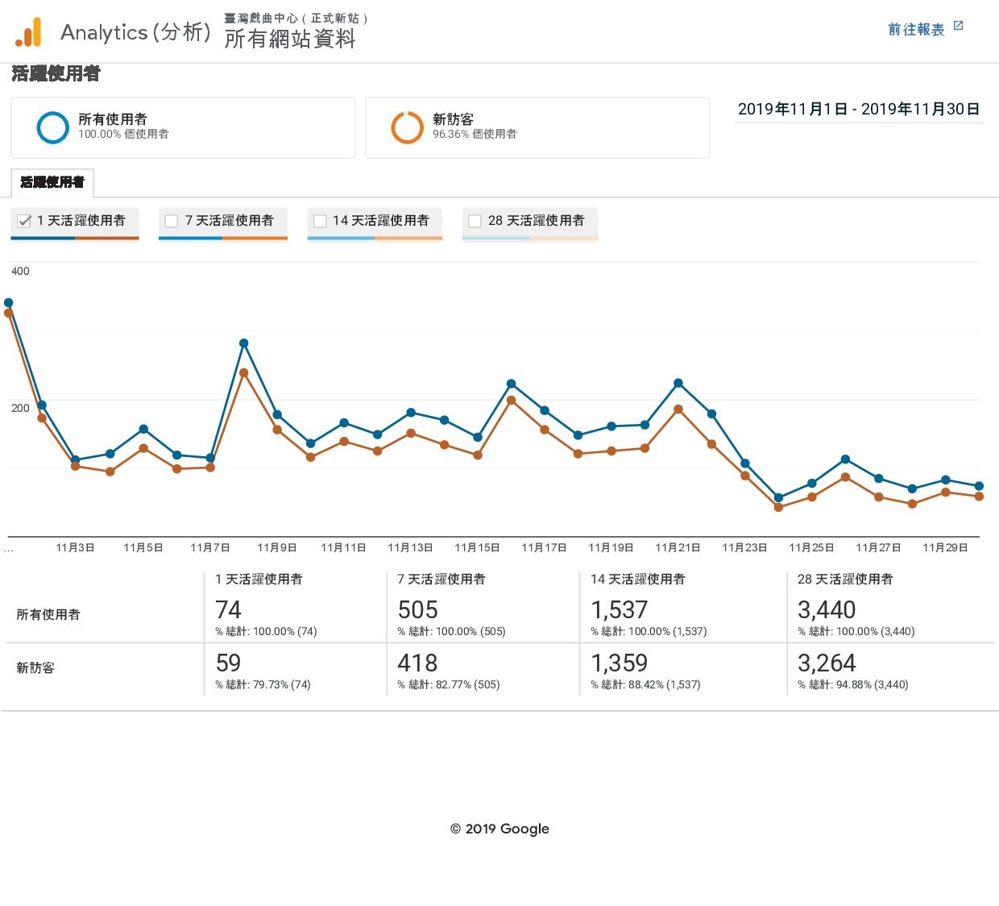 Analytics (分析)
臺灣戲曲中心 ( 正式新站 )
所有網站資料
前往報表
活躍使用者
所有使用者
100.00% 個使用者
新訪客
96.36% 個使用者
2019年11月1日 - 2019年11月30日
活躍使用者
1 天活躍使用者
7 天活躍使用者
14 天活躍使用者
28 天活躍使用者
400
200
...
11月3日
11月5日
11月7日
11月9日
11月11日
11月13日
11月15日
11月17日
11月19日
11月21日
11月23日
11月25日
11月27日
11月29日
1 天活躍使用者
7 天活躍使用者
14 天活躍使用者
28 天活躍使用者
所有使用者
74
% 總計: 100.00% (74)
505
% 總計: 100.00% (505)
1,537
% 總計: 100.00% (1,537)
3,440
% 總計: 100.00% (3,440)
新訪客
59
% 總計: 79.73% (74)
418
% 總計: 82.77% (505)
1,359
% 總計: 88.42% (1,537)
3,264
% 總計: 94.88% (3,440)
© 2019 Google